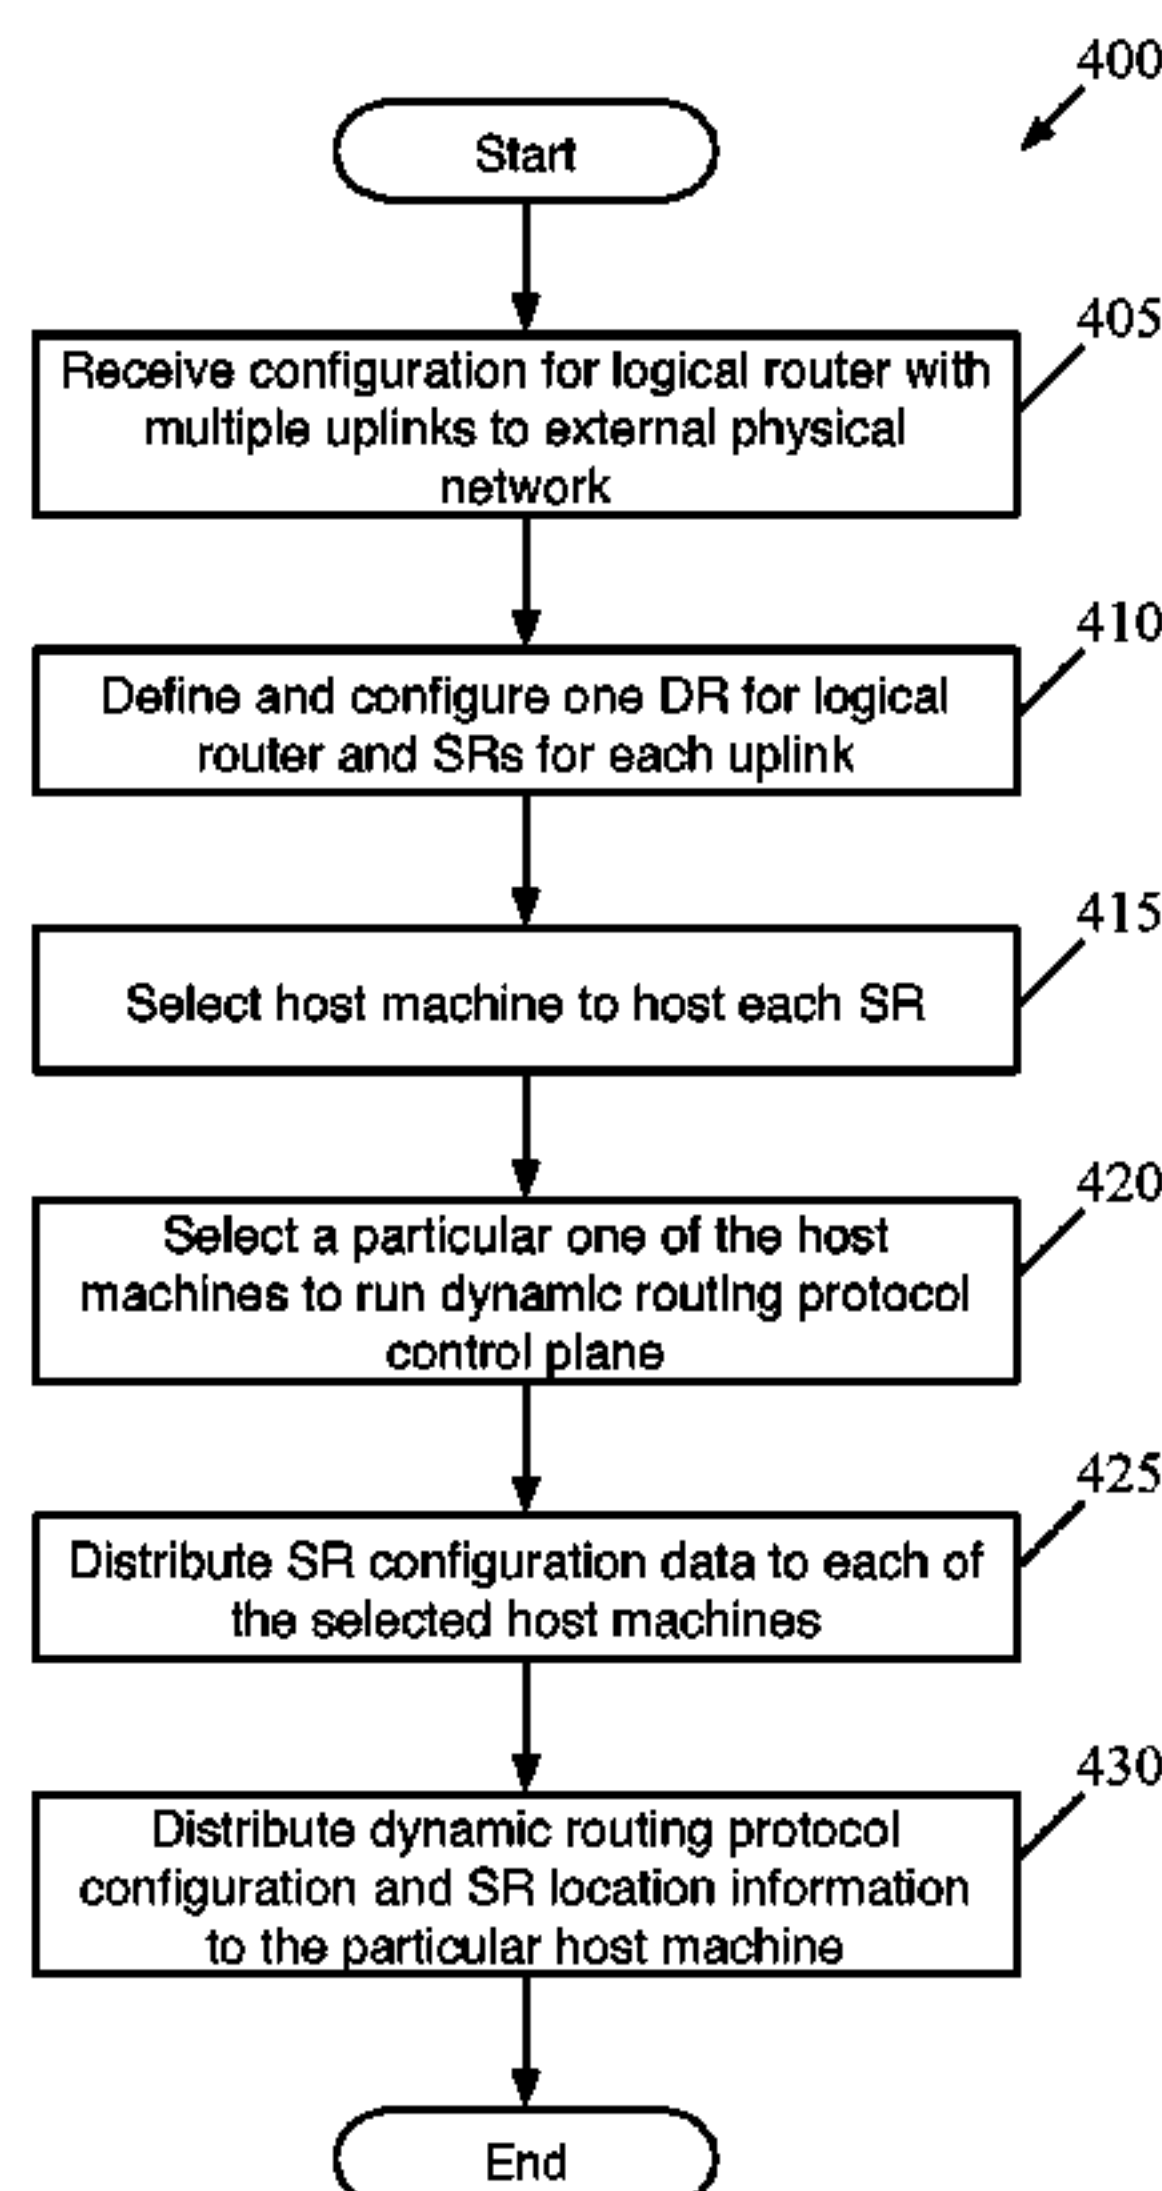 400
Start
405
Receive configuration for logical router with
multiple uplinks to external physical
network
410
Define and configure one DR for logical
router and SRs for each uplink
415
Select host machine to host each SR
420
Select a particular one of the host
machines to run dynamic routing protocol
control plane
425
Distribute SR configuration data to each of
the selected host machines
430
Distribute dynamic routing protocol
configuration and SR location information
to the particular host machine
End